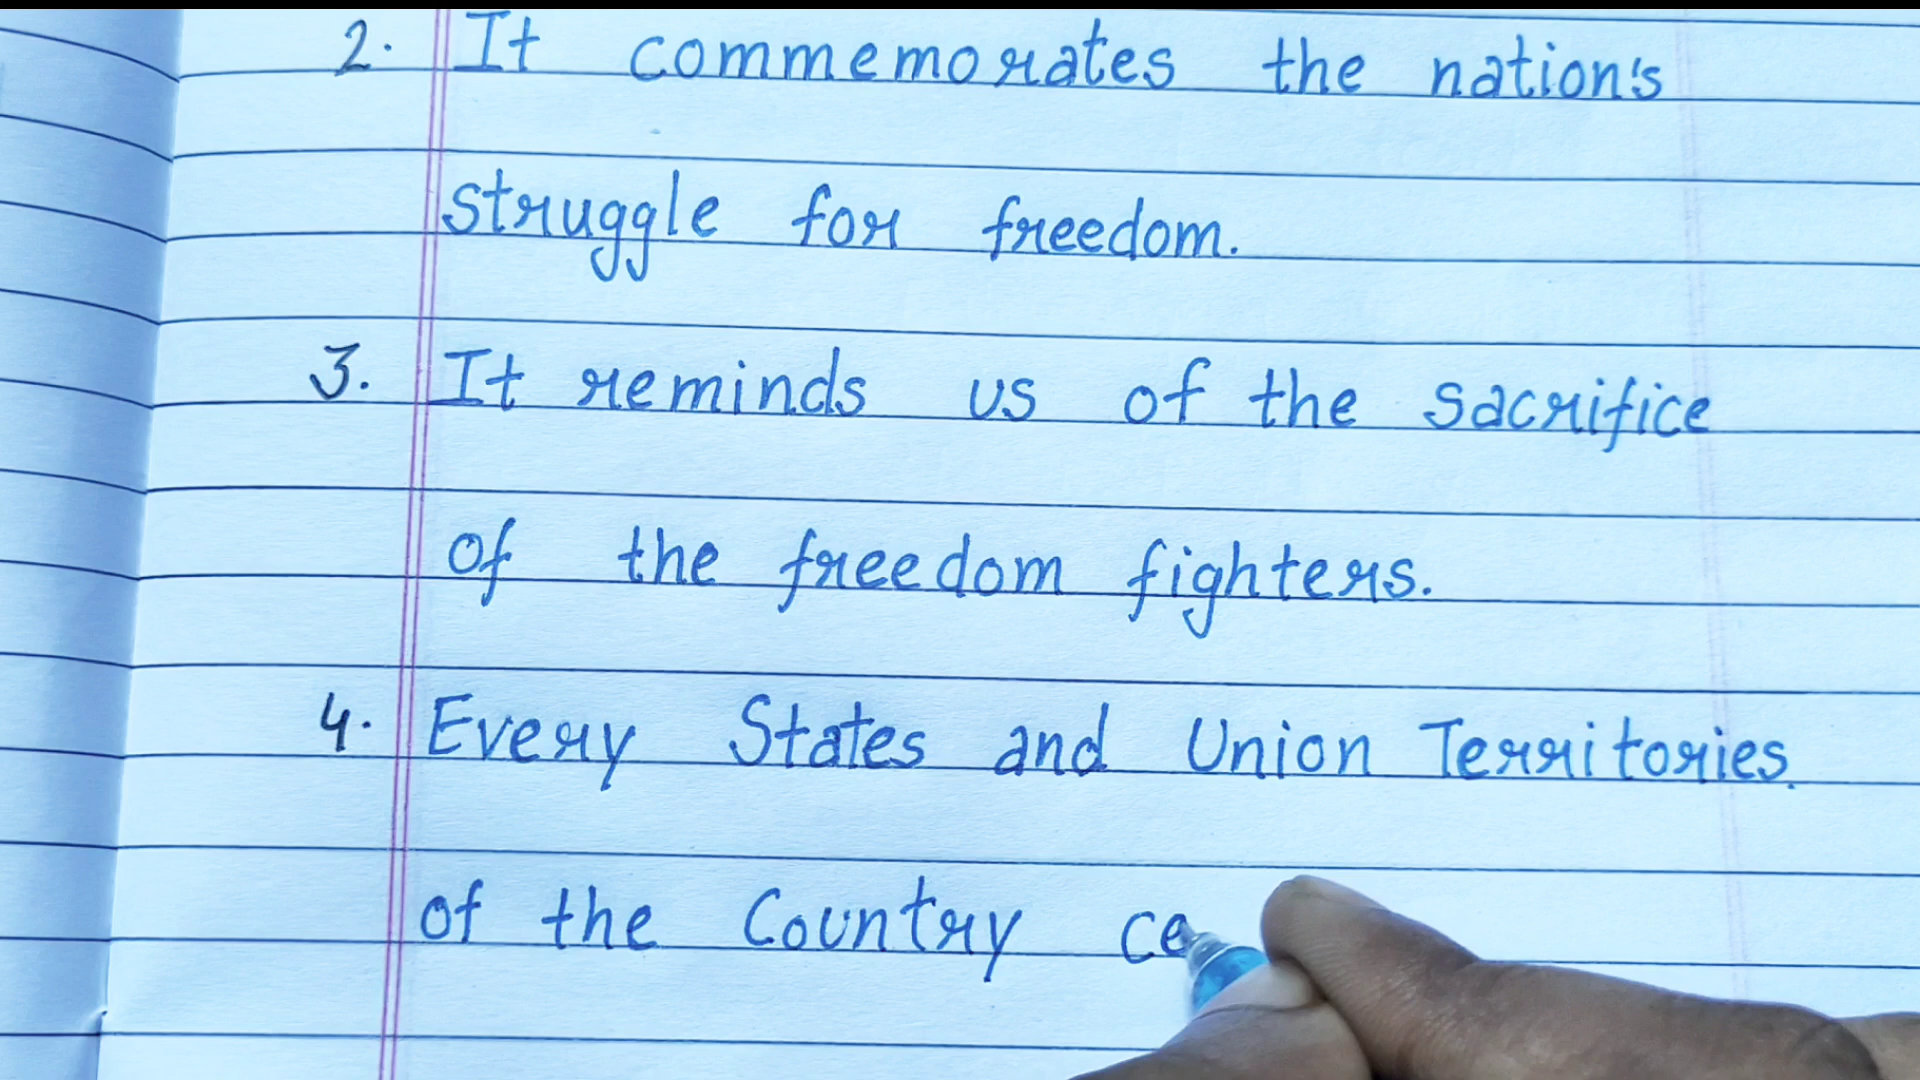 2. It commemorates the nation's
struggle for freedom.
3. It reminds us of the sacrifice
of the freedom fighters.
4. Every States and Union Territories.
of the Country ce